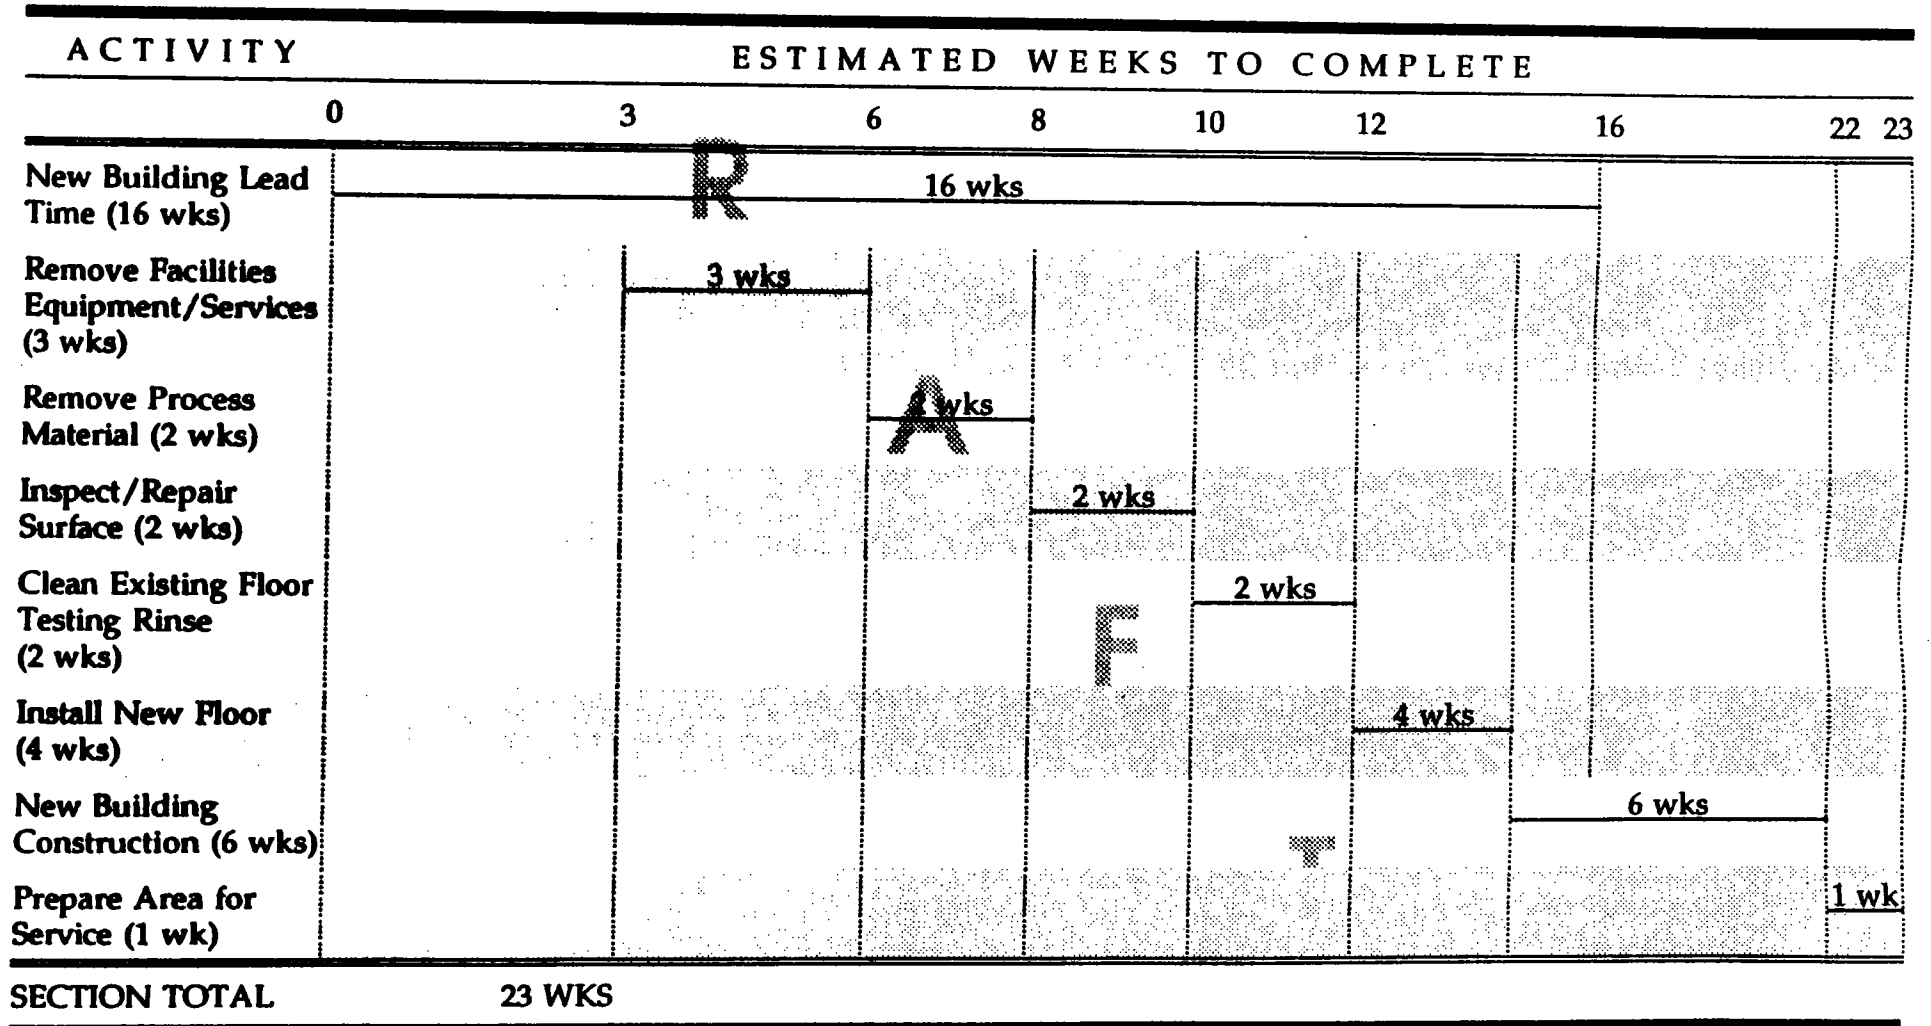 ACTIVITY ESTIMATED WEEKS TO COMPLETE
0 3 6 8 10 12 16 22 23
New Building Lead
Time (16 wks)
16 wks
Remove Facilities
Equipment/Services
(3 wks)
3 wks
Remove Process
Material (2 wks)
wks
Inspect/Repair
Surface (2 wks)
2 wks
Clean Existing Floor
Testing Rinse
(2 wks)
2 wks
Install New Floor
(4 wks)
4 wks
New Building
Construction (6 wks)
6 wks
Prepare Area for
Service (1 wk)
1 wk
SECTION TOTAL 23 WKS
R
A
F
T